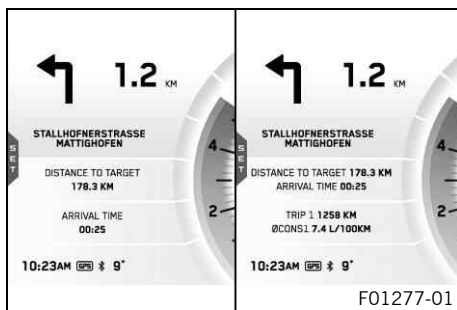 1.2 KM
STALLHOFNERSTRASSE
MATTIGHOFEN
SET
4
DISTANCE TO TARGET
178.3 KM
ARRIVAL TIME
00:25
2
10:23AM GPS 9°
1.2 KM
STALLHOFNERSTRASSE
MATTIGHOFEN
SET
4
DISTANCE TO TARGET 178.3 KM
ARRIVAL TIME 00:25
TRIP 1 1258 KM
ØCONS1 7.4 L/100KM
2
10:23AM GPS 9°
F01277-01